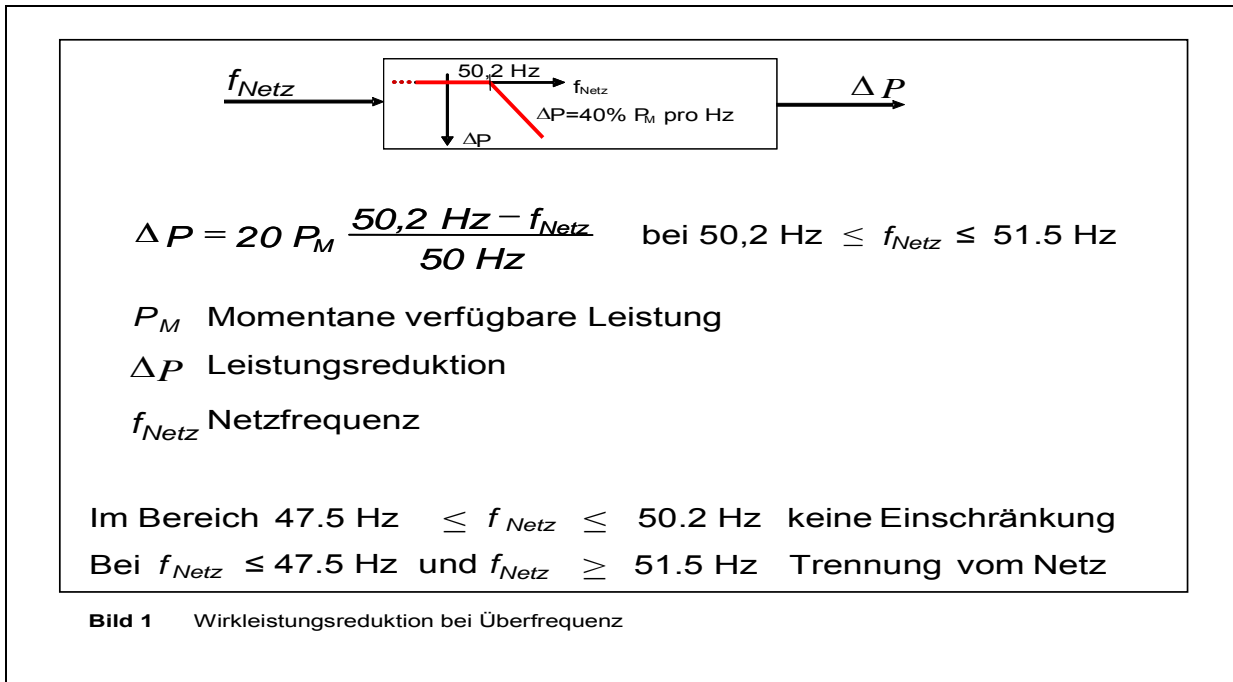 f_Netz
50,2 Hz
f_Netz
ΔP=40% P_M pro Hz
ΔP
Δ P
Δ P = 20 P_M (50,2 Hz − f_Netz) / (50 Hz) bei 50,2 Hz ≤ f_Netz ≤ 51.5 Hz
P_M Momentane verfügbare Leistung
ΔP Leistungsreduktion
f_Netz Netzfrequenz
Im Bereich 47.5 Hz ≤ f_Netz ≤ 50.2 Hz keine Einschränkung
Bei f_Netz ≤ 47.5 Hz und f_Netz ≥ 51.5 Hz Trennung vom Netz
Bild 1 Wirkleistungsreduktion bei Überfrequenz